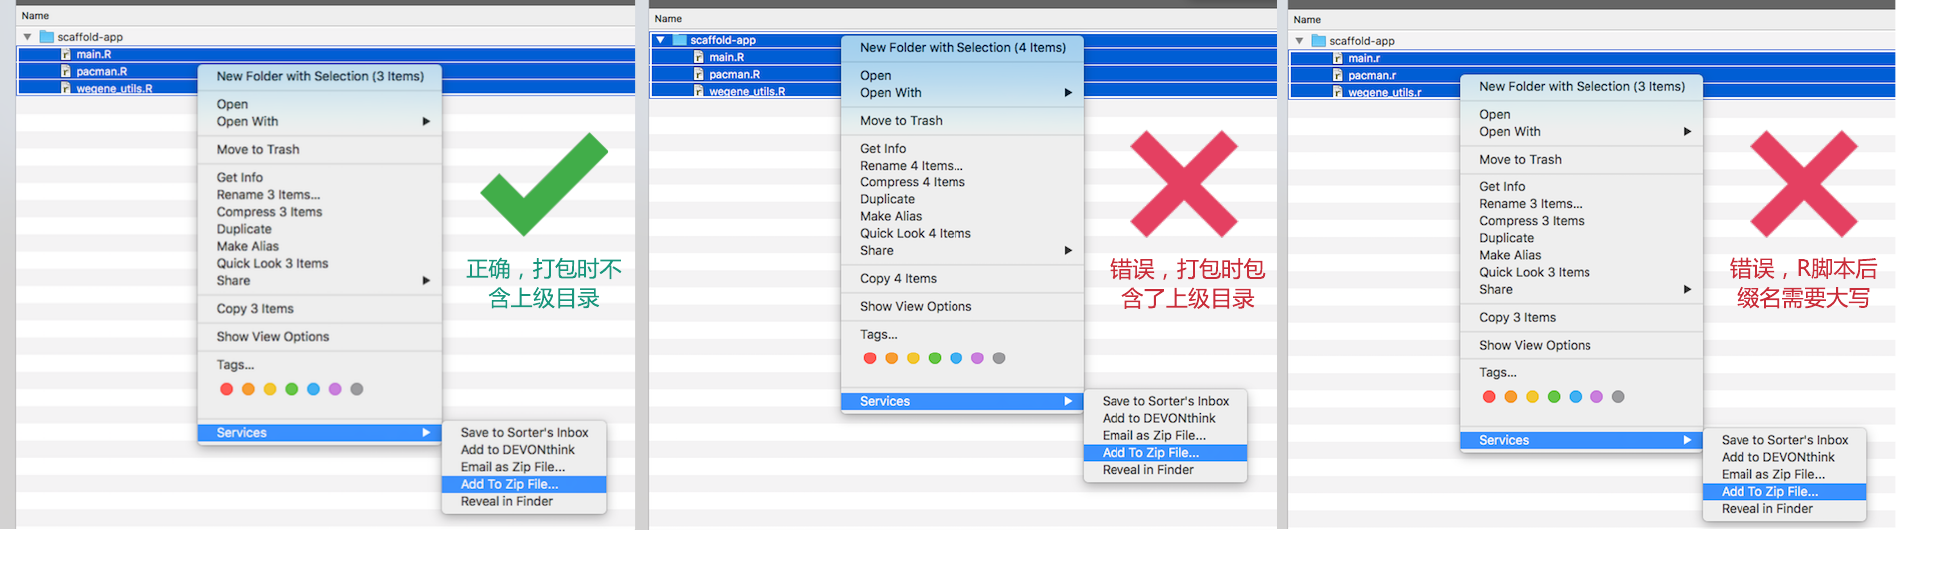 Name
scaffold-app
main.R
pacman.R
wegene_utils.R
New Folder with Selection (3 Items)
Open
Open With
Move to Trash
Get Info
Rename 3 Items...
Compress 3 Items
Duplicate
Make Alias
Quick Look 3 Items
Share
Copy 3 Items
Show View Options
Tags...
Services
Save to Sorter's Inbox
Add to DEVONthink
Email as Zip File...
Add To Zip File...
Reveal in Finder
正确，打包时不
含上级目录
Name
scaffold-app
main.R
pacman.R
wegene_utils.R
New Folder with Selection (4 Items)
Open
Open With
Move to Trash
Get Info
Rename 4 Items...
Compress 4 Items
Duplicate
Make Alias
Quick Look 4 Items
Share
Copy 4 Items
Show View Options
Tags...
Services
Save to Sorter's Inbox
Add to DEVONthink
Email as Zip File...
Add To Zip File...
Reveal in Finder
错误，打包时包
含了上级目录
Name
scaffold-app
main.r
pacman.r
wegene_utils.r
New Folder with Selection (3 Items)
Open
Open With
Move to Trash
Get Info
Rename 3 Items...
Compress 3 Items
Duplicate
Make Alias
Quick Look 3 Items
Share
Copy 3 Items
Show View Options
Tags...
Services
Save to Sorter's Inbox
Add to DEVONthink
Email as Zip File...
Add To Zip File...
Reveal in Finder
错误，R脚本后
缀名需要大写